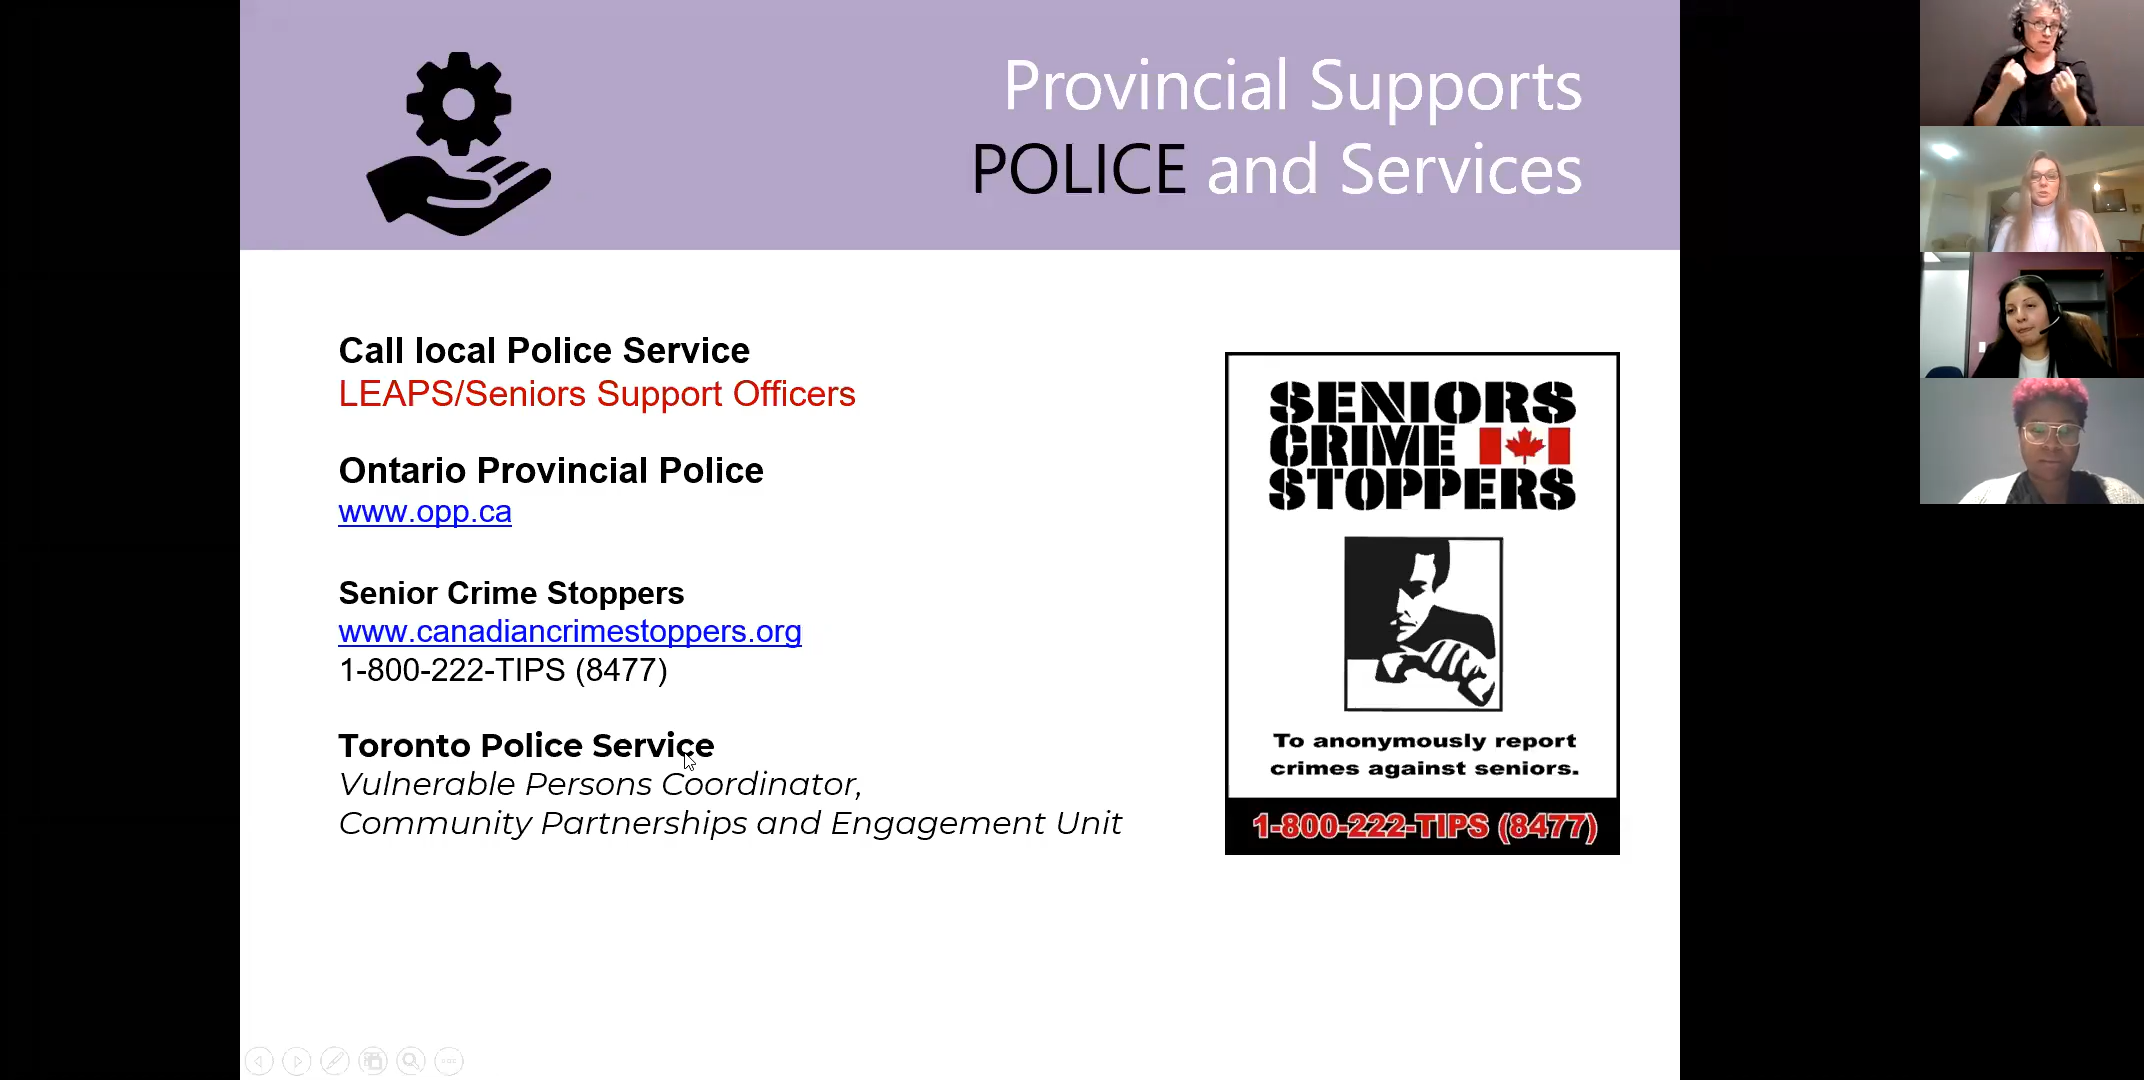 Provincial Supports
POLICE and Services
Call local Police Service
LEAPS/Seniors Support Officers
Ontario Provincial Police
www.opp.ca
Senior Crime Stoppers
www.canadiancrimestoppers.org
1-800-222-TIPS (8477)
Toronto Police Service
Vulnerable Persons Coordinator,
Community Partnerships and Engagement Unit
SENIORS
CRIME
STOPPERS
To anonymously report
crimes against seniors.
1-800-222-TIPS (8477)